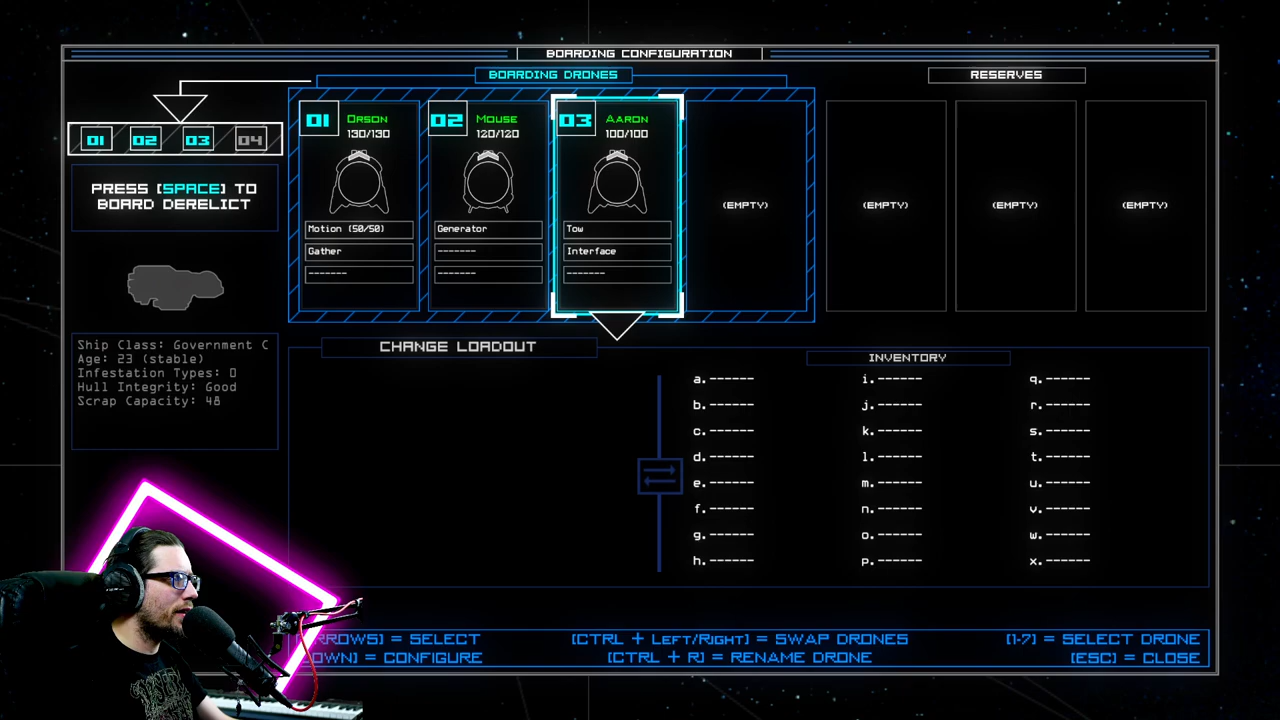 BOARDING CONFIGURATION
BOARDING DRONES
RESERVES
01 02 03 04
PRESS [SPACE] TO
BOARD DERELICT
Ship Class: Government C
Age: 23 (stable)
Infestation Types: 0
Hull Integrity: Good
Scrap Capacity: 48
01 Orson
130/130
Motion (50/50)
Gather
-------
02 Mouse
120/120
Generator
-------
-------
03 Aaron
100/100
Tow
Interface
-------
(EMPTY)
(EMPTY)
(EMPTY)
(EMPTY)
CHANGE LOADOUT
INVENTORY
a.------ i.------ q.------
b.------ j.------ r.------
c.------ k.------ s.------
d.------ l.------ t.------
e.------ m.------ u.------
f.------ n.------ v.------
g.------ o.------ w.------
h.------ p.------ x.------
RROWS] = SELECT [CTRL + Left/Right] = SWAP DRONES [1-7] = SELECT DRONE
OWN] = CONFIGURE [CTRL + R] = RENAME DRONE [ESC] = CLOSE